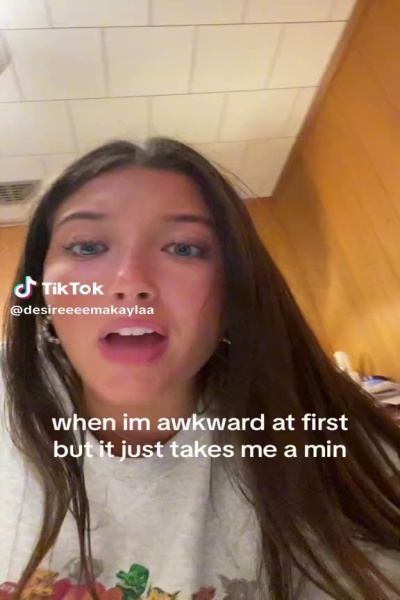 TikTok
@desireeeemakaylaa
when im awkward at first
but it just takes me a min